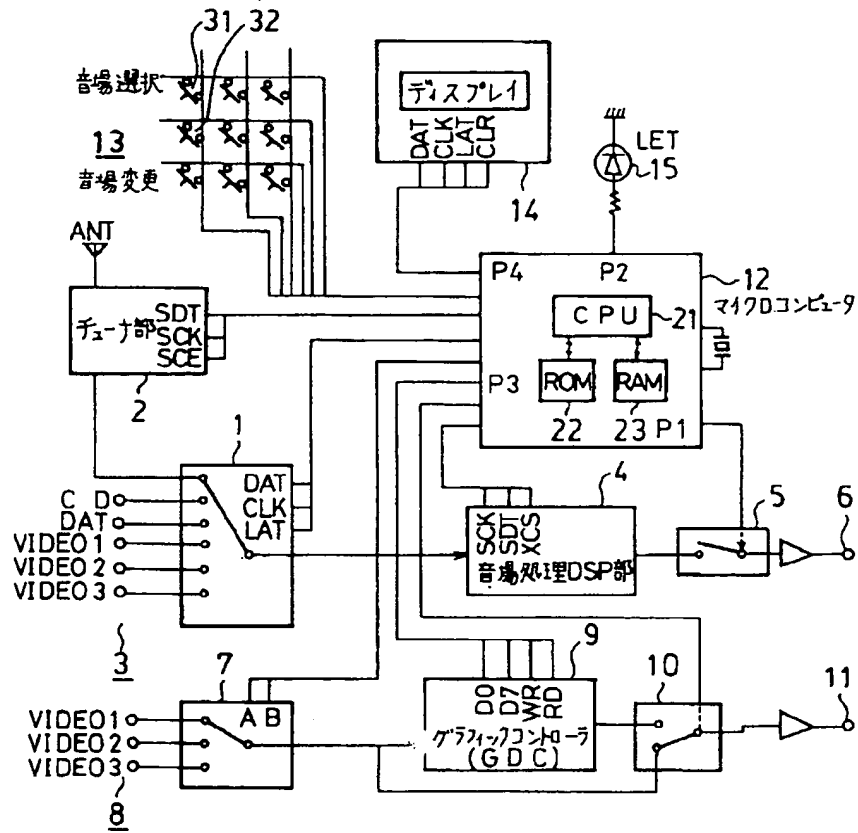 31 32
音場選択
13
音場変更
ディスプレイ
DAT CLK LAT CLR
14
LET
15
ANT
チューナ部
SDT
SCK
SCE
2
P4
P2
12
マイクロコンピュータ
CPU
21
ROM
RAM
22
23
P3
P1
1
DAT
CLK
LAT
CD
DAT
VIDEO1
VIDEO2
VIDEO3
3
4
SCK SDT XCS
音場処理DSP部
5
6
7
A B
VIDEO1
VIDEO2
VIDEO3
8
9
D0 D7 WR RD
グラフィックコントローラ
(GDC)
10
11